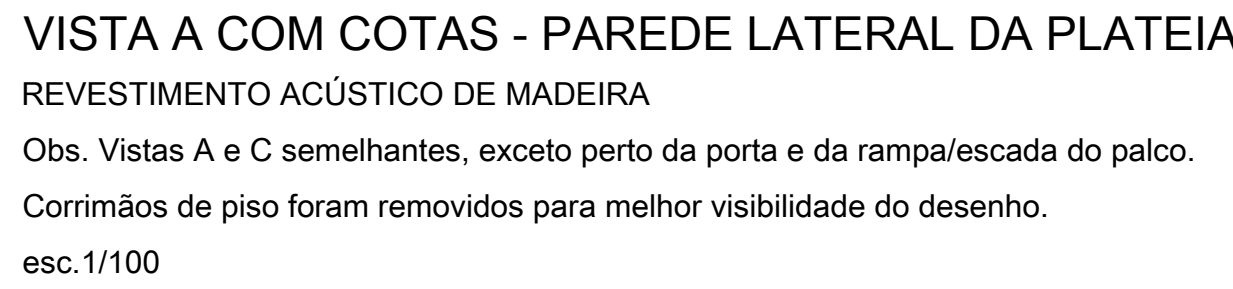 VISTA A COM COTAS - PAREDE LATERAL DA PLATEIA
REVESTIMENTO ACÚSTICO DE MADEIRA
Obs. Vistas A e C semelhantes, exceto perto da porta e da rampa/escada do palco.
Corrimãos de piso foram removidos para melhor visibilidade do desenho.
esc.1/100